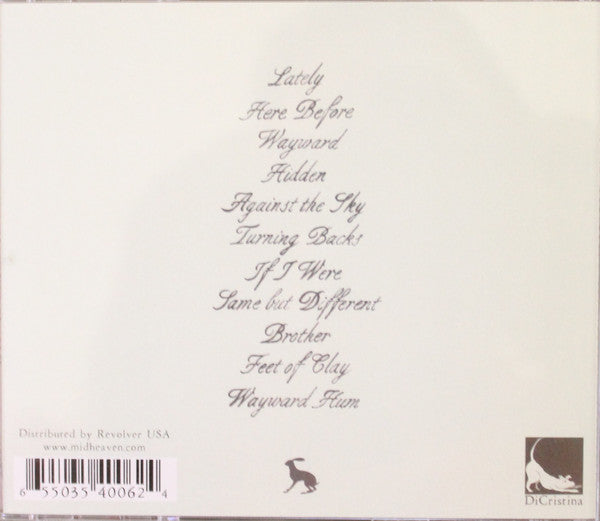 Lately
Here Before
Wayward
Hidden
Against the Sky
Turning Backs
If I Were
Same but Different
Brother
Feet of Clay
Wayward Hum
Distributed by Revolver USA
www.midheaven.com
6 55035 40062 4
DiCristina